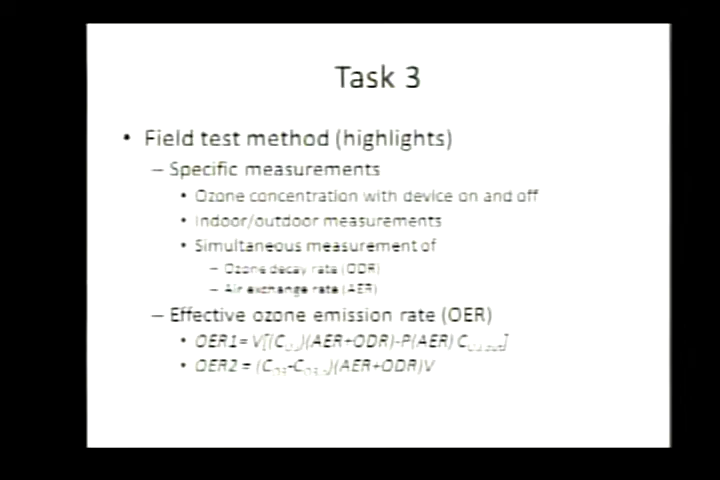 Task 3
• Field test method (highlights)
– Specific measurements
• Ozone concentration with device on and off
• Indoor/outdoor measurements
• Simultaneous measurement of
– Ozone decay rate (ODR)
– Air exchange rate (AER)
– Effective ozone emission rate (OER)
• OER1= V[(C )(AER+ODR)-P(AER) C ]
• OER2 = (C -C )(AER+ODR)V